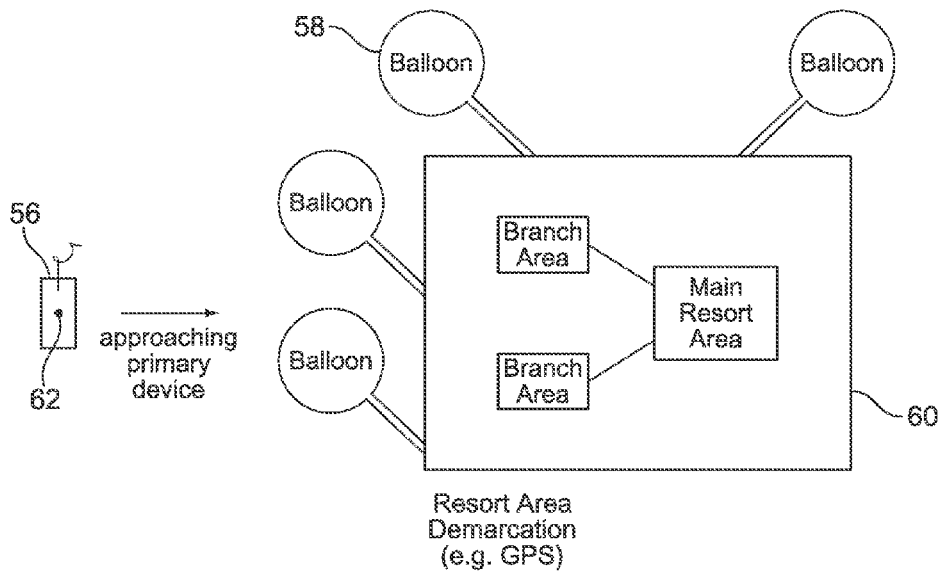 58
Balloon
Balloon
Balloon
56
Branch
Area
Main
Resort
Area
approaching
primary
device
62
Balloon
Branch
Area
60
Resort Area
Demarcation
(e.g. GPS)